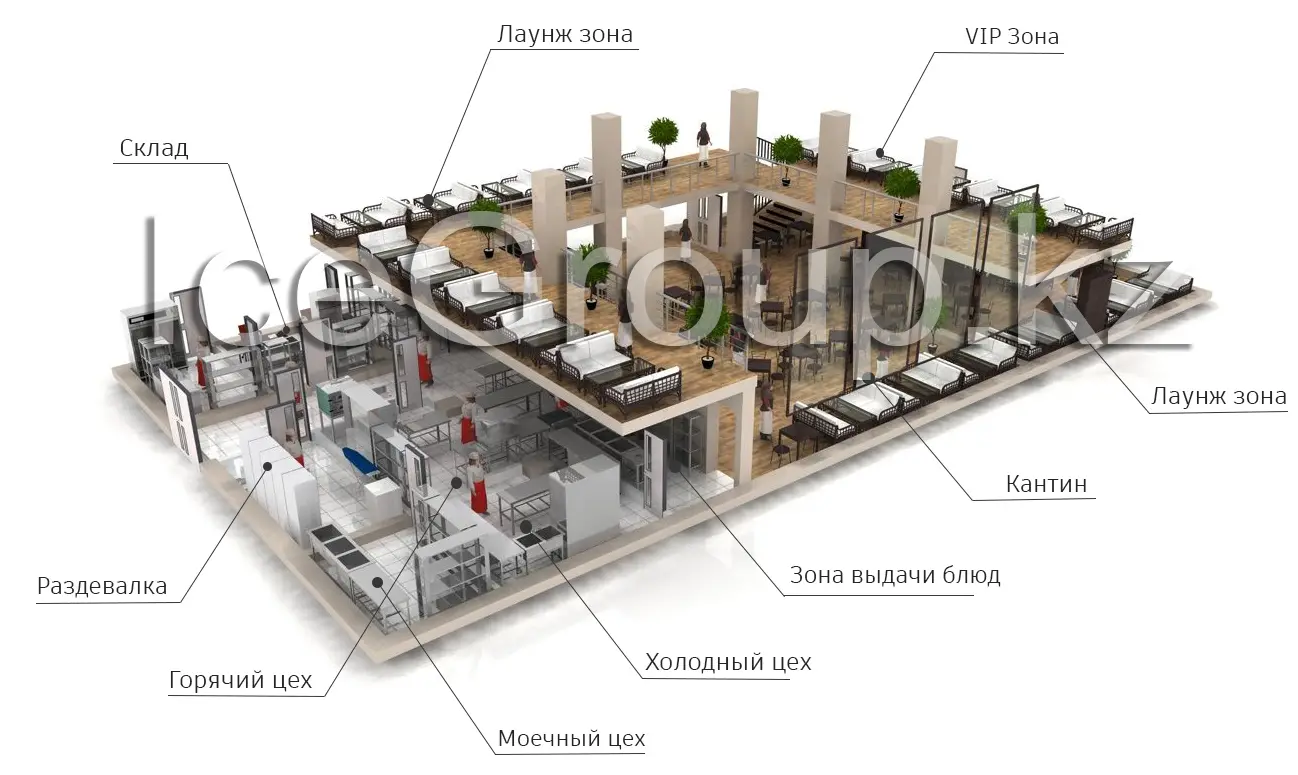 Лаунж зона
VIP Зона
Склад
IceGroup.kz
Лаунж зона
Кантин
Зона выдачи блюд
Раздевалка
Холодный цех
Горячий цех
Моечный цех